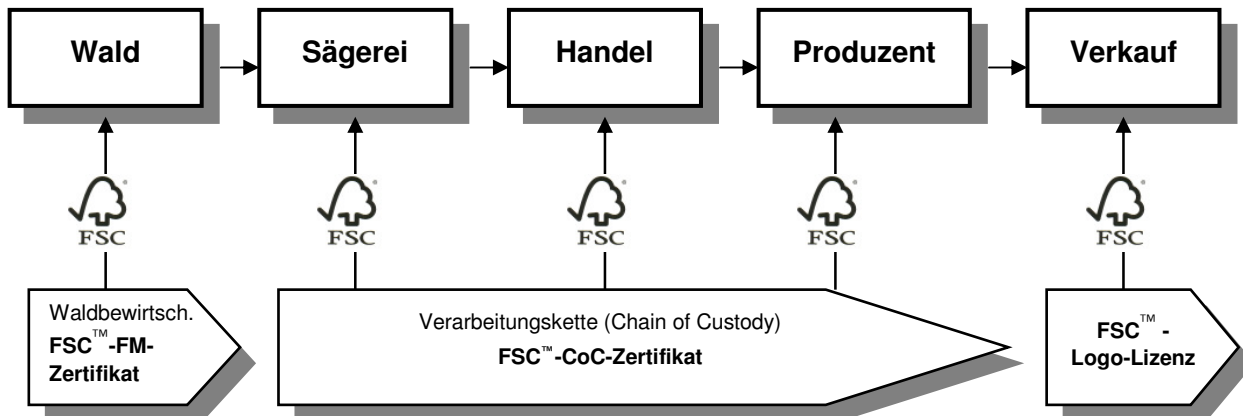 Wald
Sägerei
Handel
Produzent
Verkauf
FSC
FSC
FSC
FSC
FSC
Waldbewirtsch.
FSC™-FM-
Zertifikat
Verarbeitungskette (Chain of Custody)
FSC™-CoC-Zertifikat
FSC™ -
Logo-Lizenz